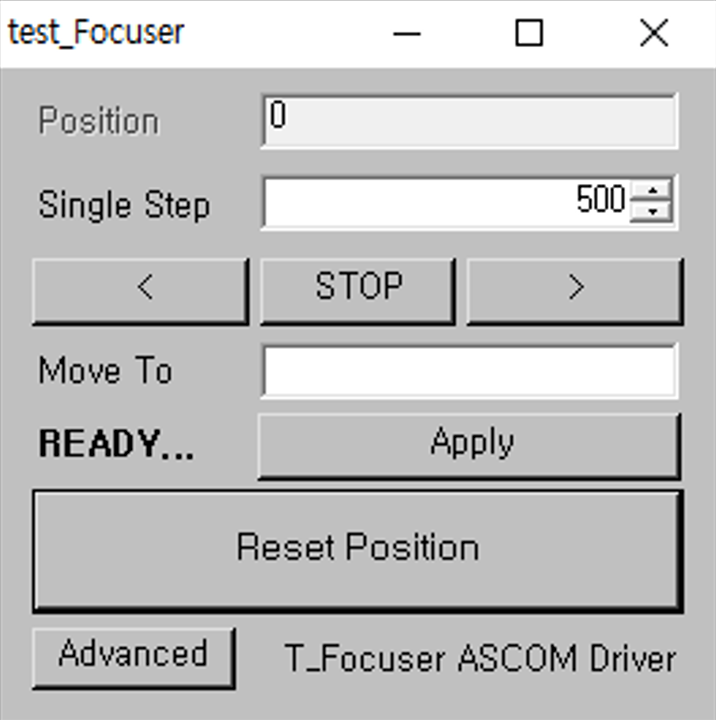 test_Focuser
Position 0
Single Step 500
< STOP >
Move To
READY... Apply
Reset Position
Advanced T_Focuser ASCOM Driver